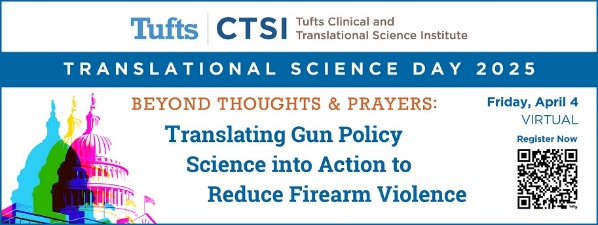 Tufts CTSI Tufts Clinical and
Translational Science Institute
TRANSLATIONAL SCIENCE DAY 2025
BEYOND THOUGHTS & PRAYERS:
Translating Gun Policy
Science into Action to
Reduce Firearm Violence
Friday, April 4
VIRTUAL
Register Now